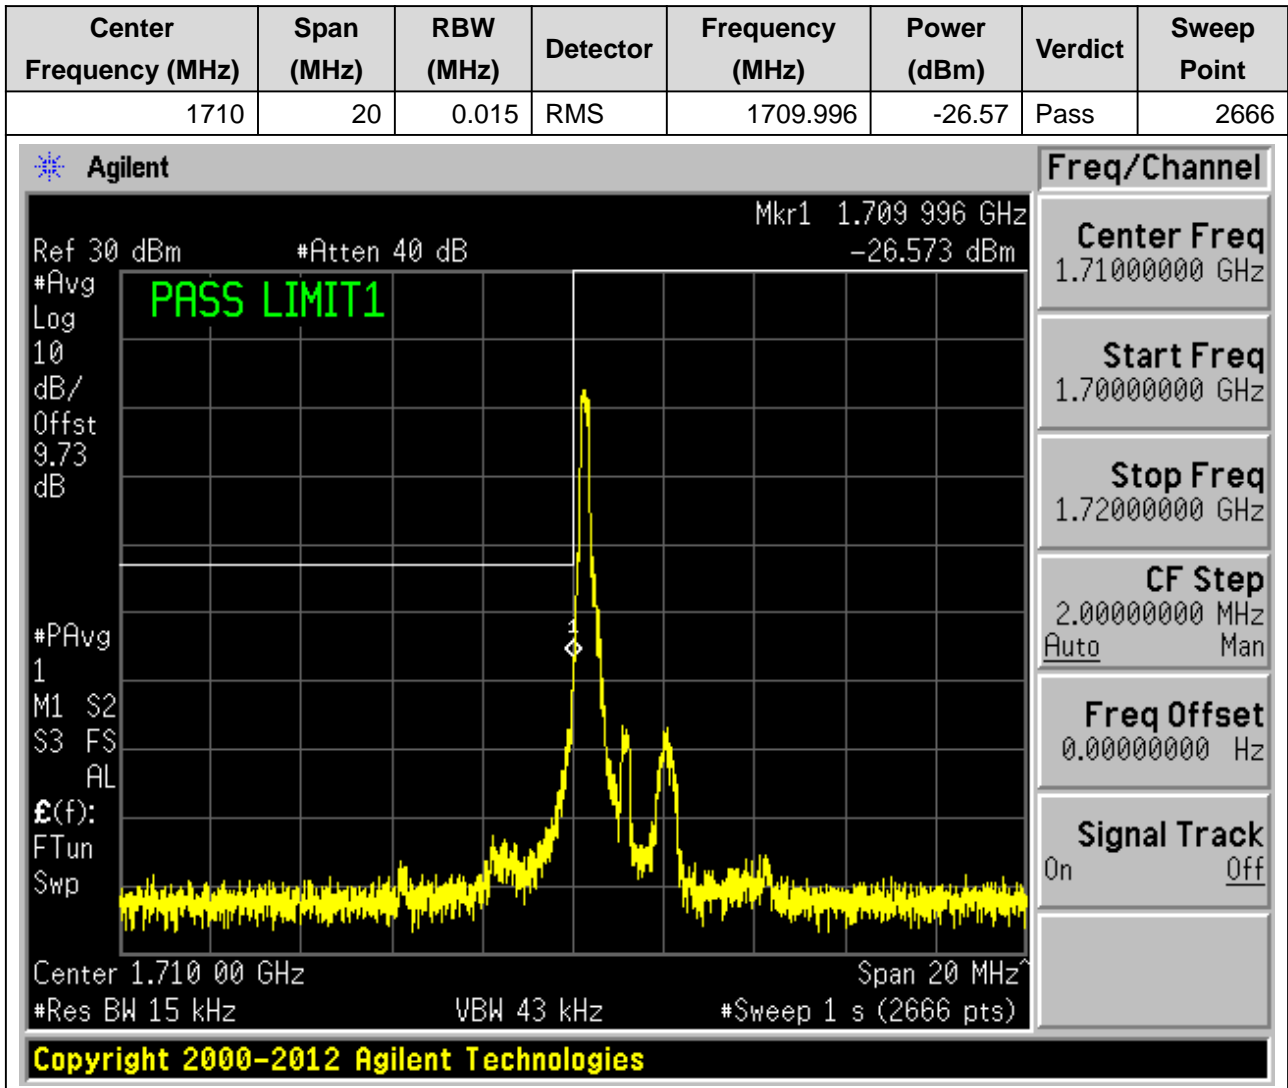 Center Frequency (MHz) Span (MHz) RBW (MHz) Detector Frequency (MHz) Power (dBm) Verdict Sweep Point
1710 20 0.015 RMS 1709.996 -26.57 Pass 2666
Agilent
Freq/Channel
Mkr1 1.709 996 GHz
Ref 30 dBm #Atten 40 dB -26.573 dBm
#Avg
Log
10
dB/
Offst
9.73
dB
PASS LIMIT1
1
#PAvg
1
M1 S2
S3 FS
AL
£(f):
FTun
Swp
Center 1.710 00 GHz Span 20 MHz^
#Res BW 15 kHz VBW 43 kHz #Sweep 1 s (2666 pts)
Center Freq
1.71000000 GHz
Start Freq
1.70000000 GHz
Stop Freq
1.72000000 GHz
CF Step
2.00000000 MHz
Auto Man
Freq Offset
0.00000000 Hz
Signal Track
On Off
Copyright 2000-2012 Agilent Technologies